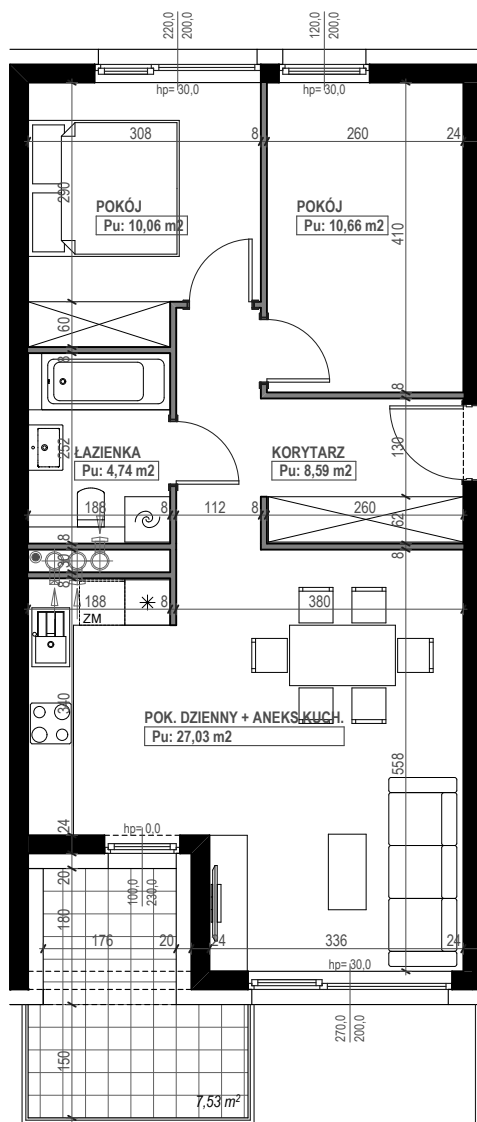 220,0
200,0
120,0
200,0
hp= 30,0
hp= 30,0
308
8
260
24
290
POKÓJ
Pu: 10,06 m2
POKÓJ
Pu: 10,66 m2
410
60
8
8
252
ŁAZIENKA
Pu: 4,74 m2
KORYTARZ
Pu: 8,59 m2
130
188
8
112
8
260
62
8
30
8
8
188
8
380
ZM
340
POK. DZIENNY + ANEKS KUCH.
Pu: 27,03 m2
558
24
hp= 0,0
20
100,0
230,0
180
176
20
24
336
24
hp= 30,0
270,0
200,0
150
7,53 m²